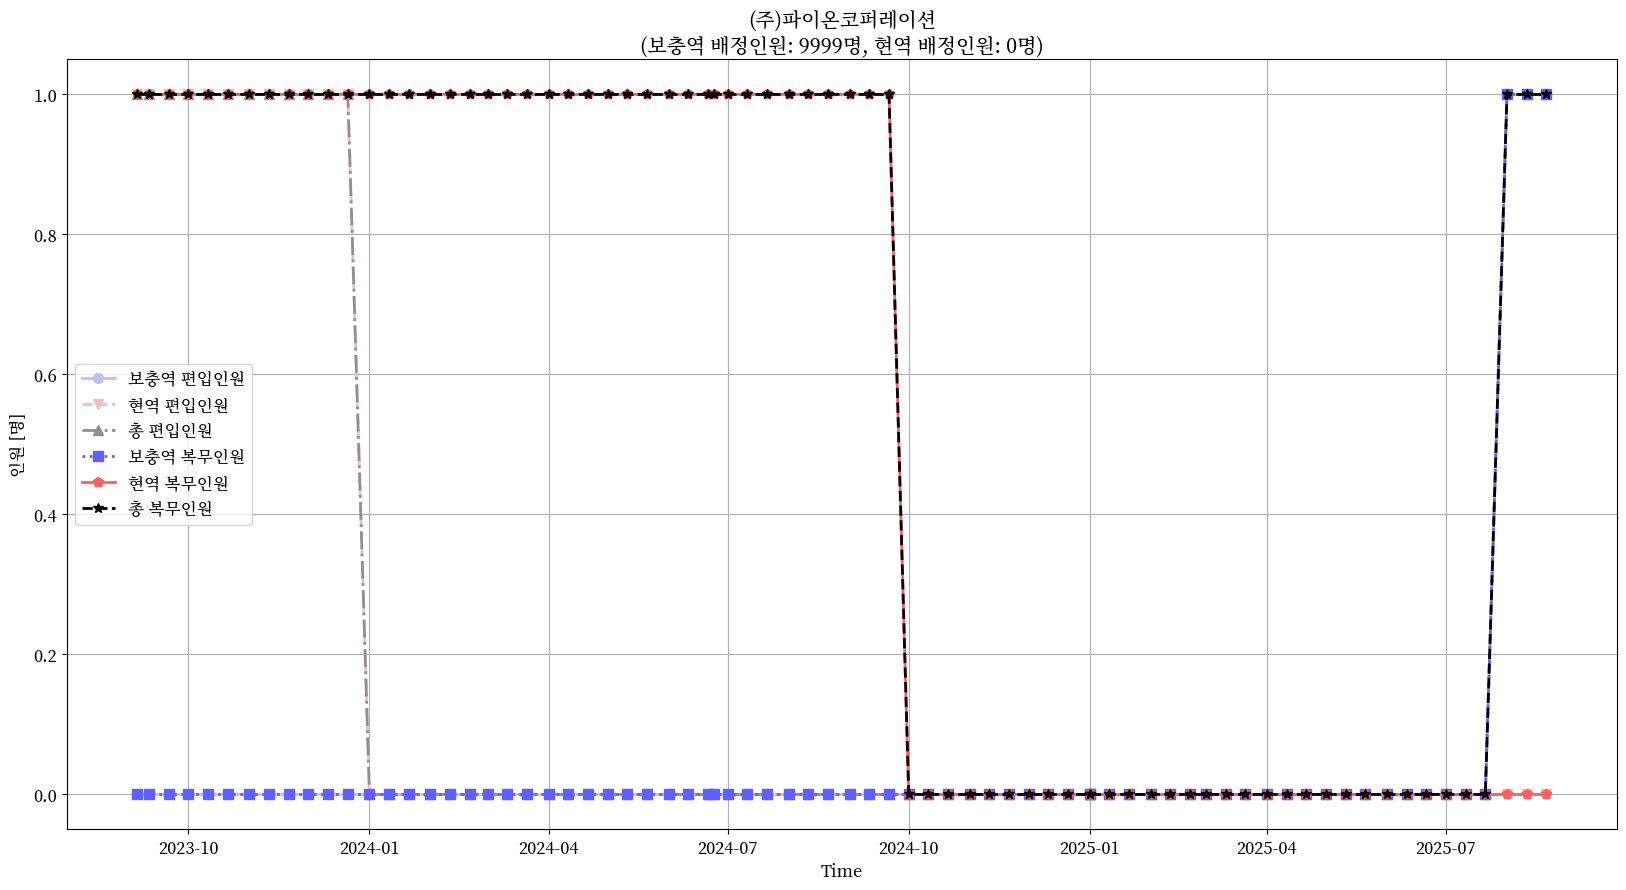 (주)파이온코퍼레이션
(보충역 배정인원: 9999명, 현역 배정인원: 0명)
인원 [명]
1.0
0.8
0.6
0.4
0.2
0.0
보충역 편입인원
현역 편입인원
총 편입인원
보충역 복무인원
현역 복무인원
총 복무인원
2023-10
2024-01
2024-04
2024-07
2024-10
2025-01
2025-04
2025-07
Time